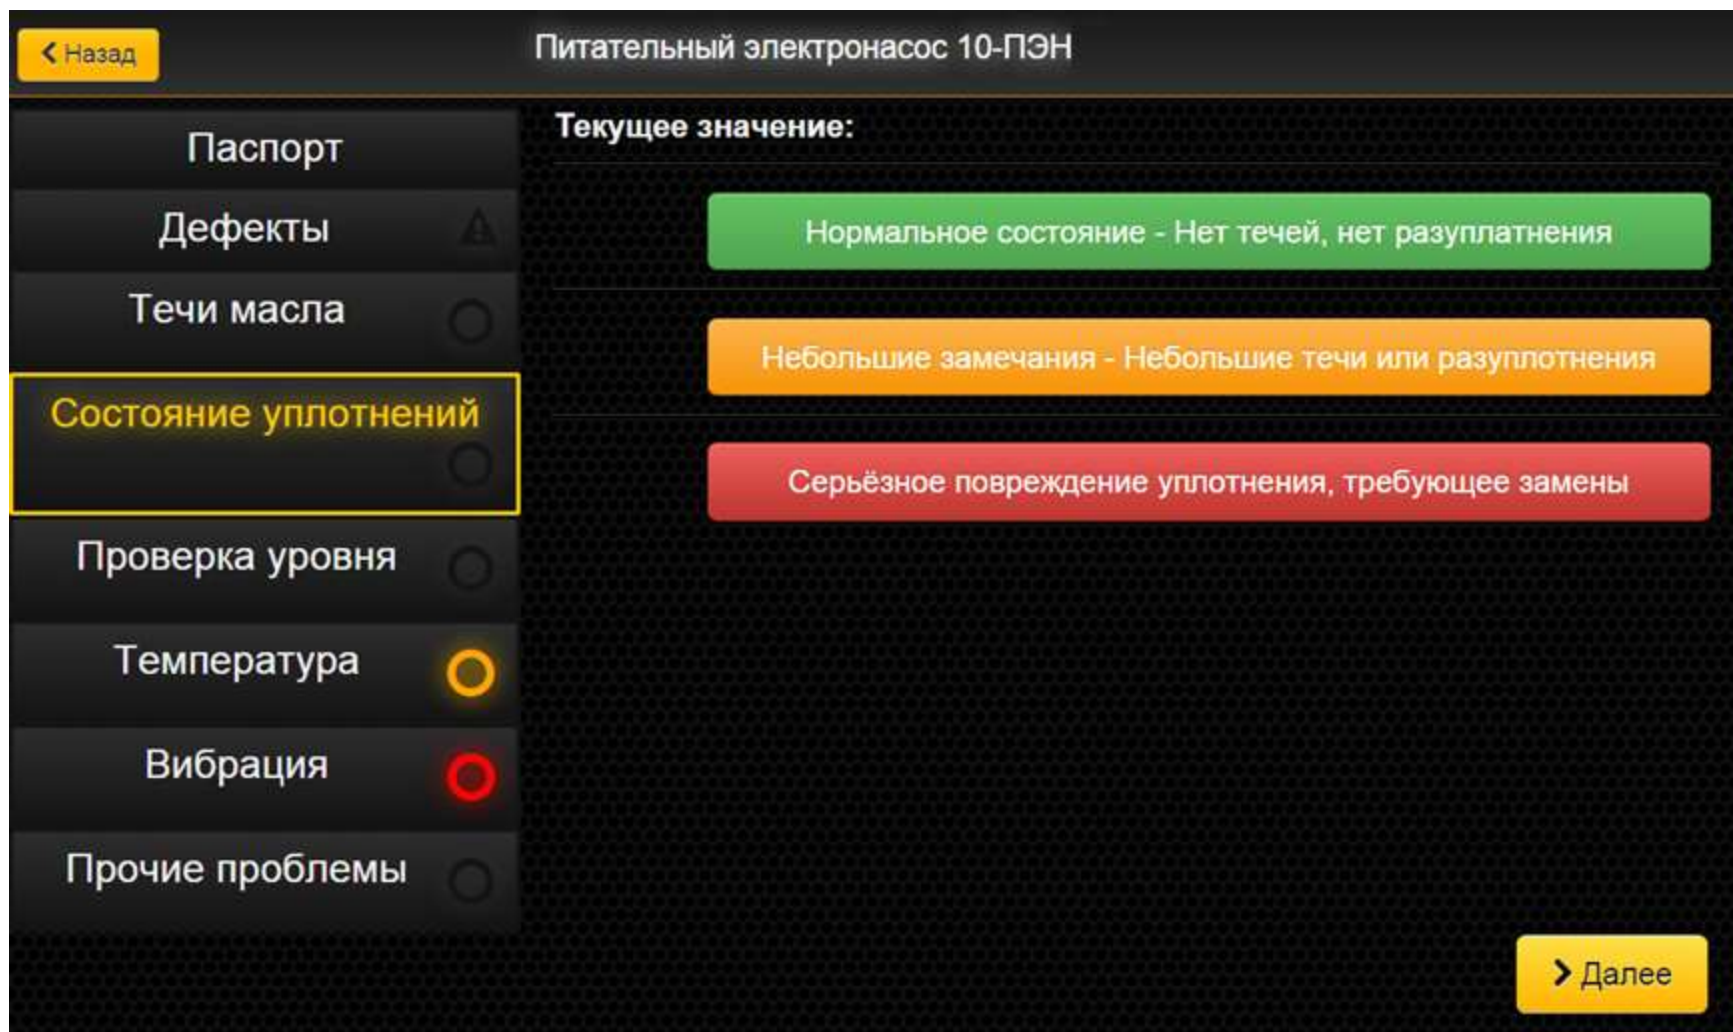 Назад
Питательный электронасос 10-ПЭН
Паспорт
Дефекты
Течи масла
Состояние уплотнений
Проверка уровня
Температура
Вибрация
Прочие проблемы
Текущее значение:
Нормальное состояние - Нет течей, нет разуплатнения
Небольшие замечания - Небольшие течи или разуплотнения
Серьёзное повреждение уплотнения, требующее замены
Далее